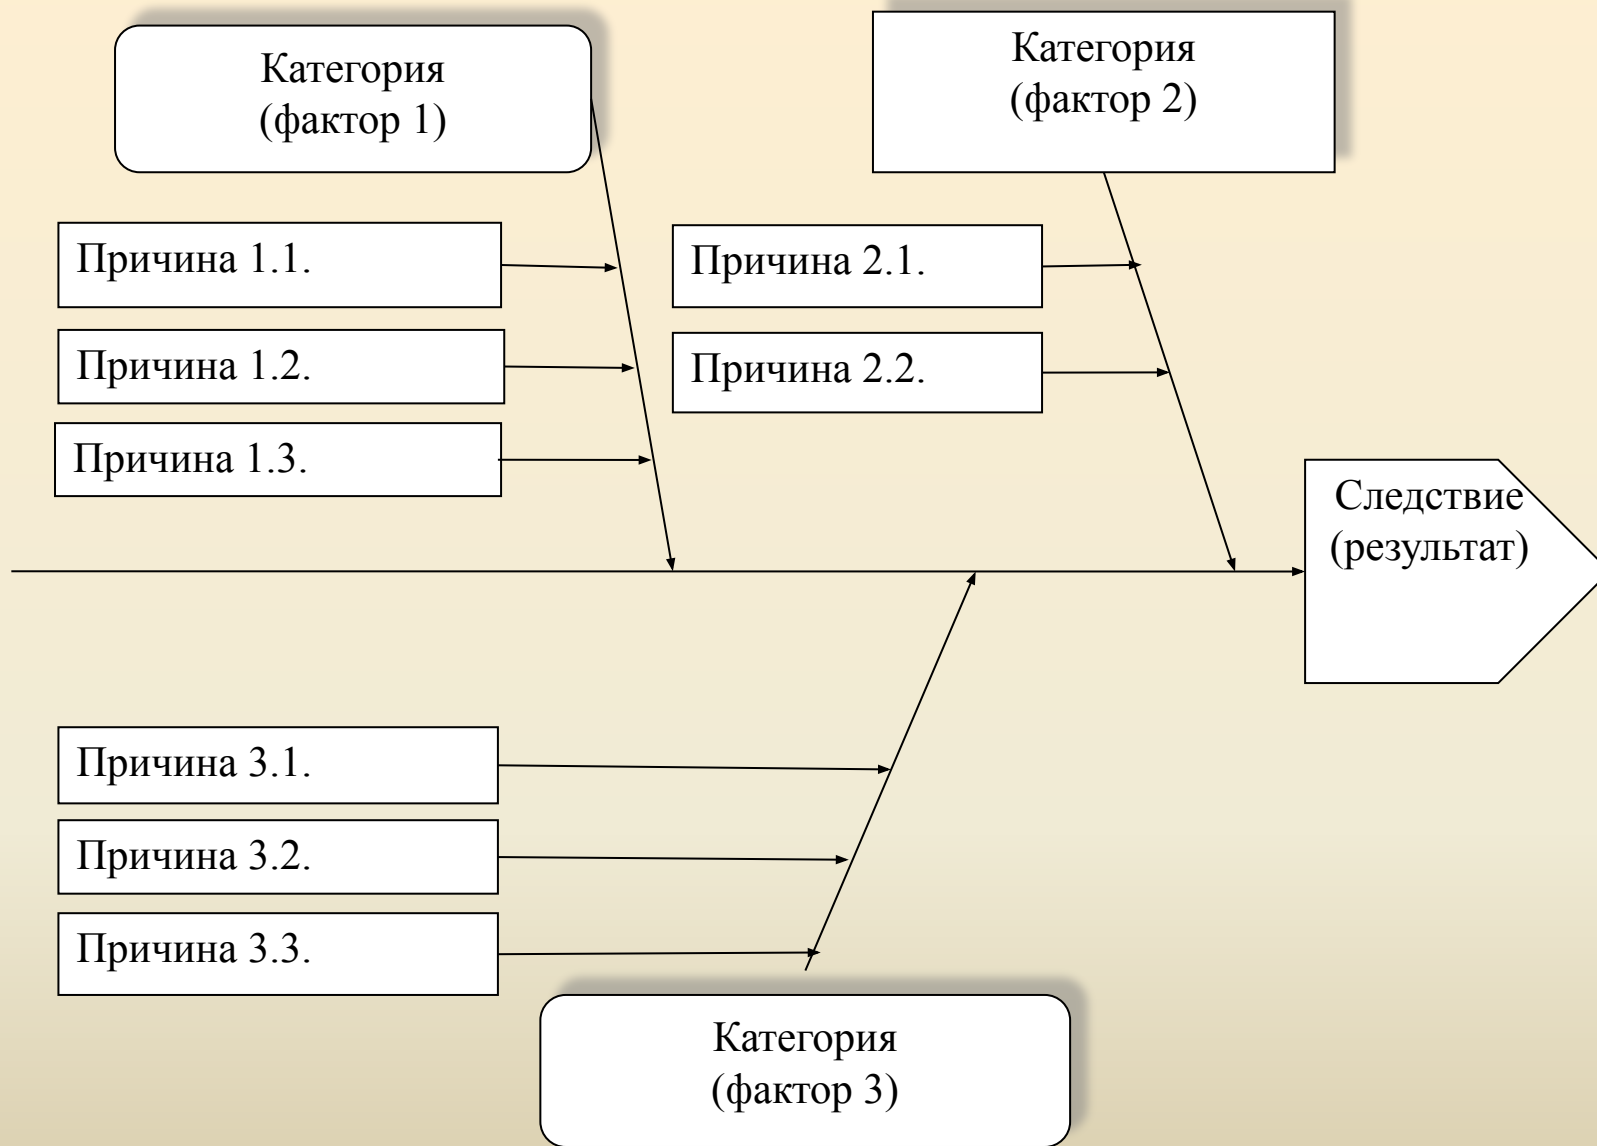 Категория
(фактор 1)
Категория
(фактор 2)
Причина 1.1.
Причина 1.2.
Причина 1.3.
Причина 2.1.
Причина 2.2.
Следствие
(результат)
Причина 3.1.
Причина 3.2.
Причина 3.3.
Категория
(фактор 3)